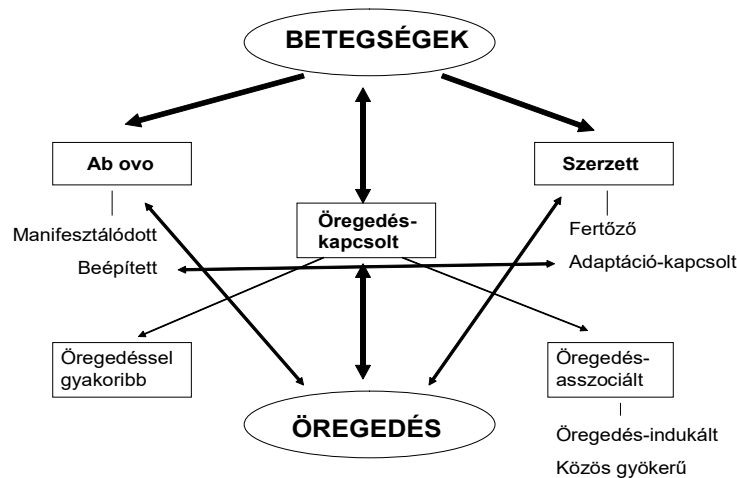 BETEGSÉGEK
Ab ovo
Szerzett
Manifesztálódott
Beépített
Öregedés-
kapcsolt
Fertőző
Adaptáció-kapcsolt
Öregedéssel
gyakoribb
Öregedés-
asszociált
ÖREGEDÉS
Öregedés-indukált
Közös gyökerű